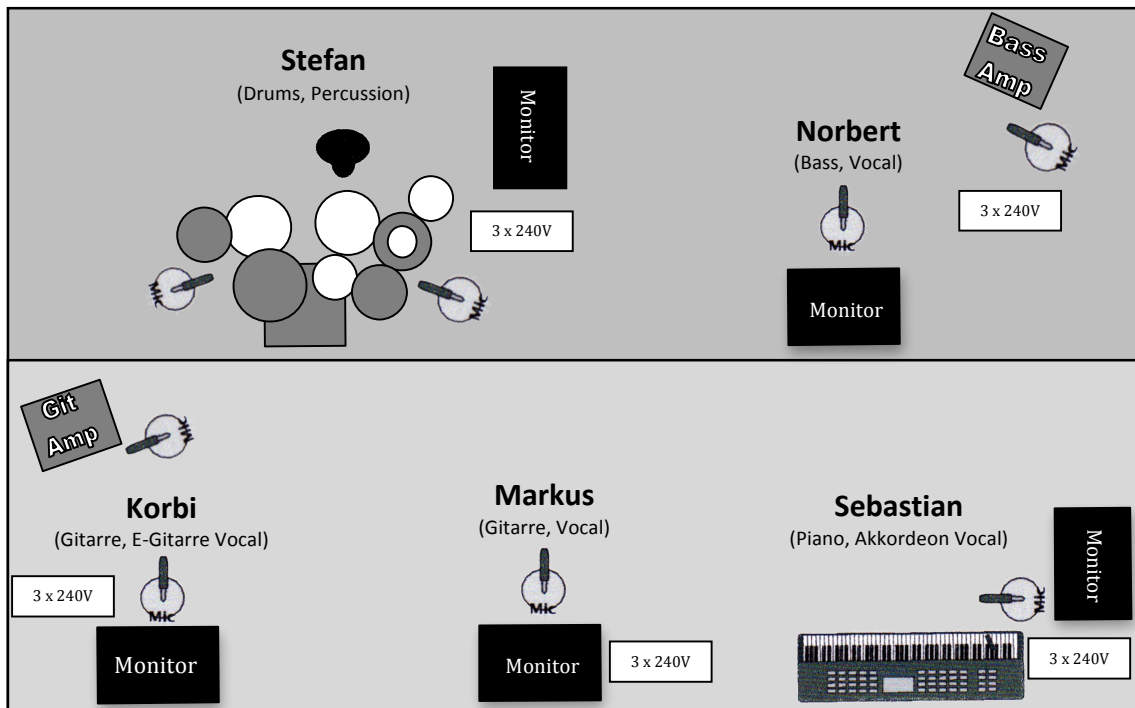 Stefan
(Drums, Percussion)
Monitor
3 x 240V
Mic
Mic
Norbert
(Bass, Vocal)
Mic
Monitor
Bass
Amp
Mic
3 x 240V
Git
Amp
Mic
Korbi
(Gitarre, E-Gitarre Vocal)
3 x 240V
Mic
Monitor
Markus
(Gitarre, Vocal)
Mic
Monitor
3 x 240V
Sebastian
(Piano, Akkordeon Vocal)
Mic
Monitor
3 x 240V